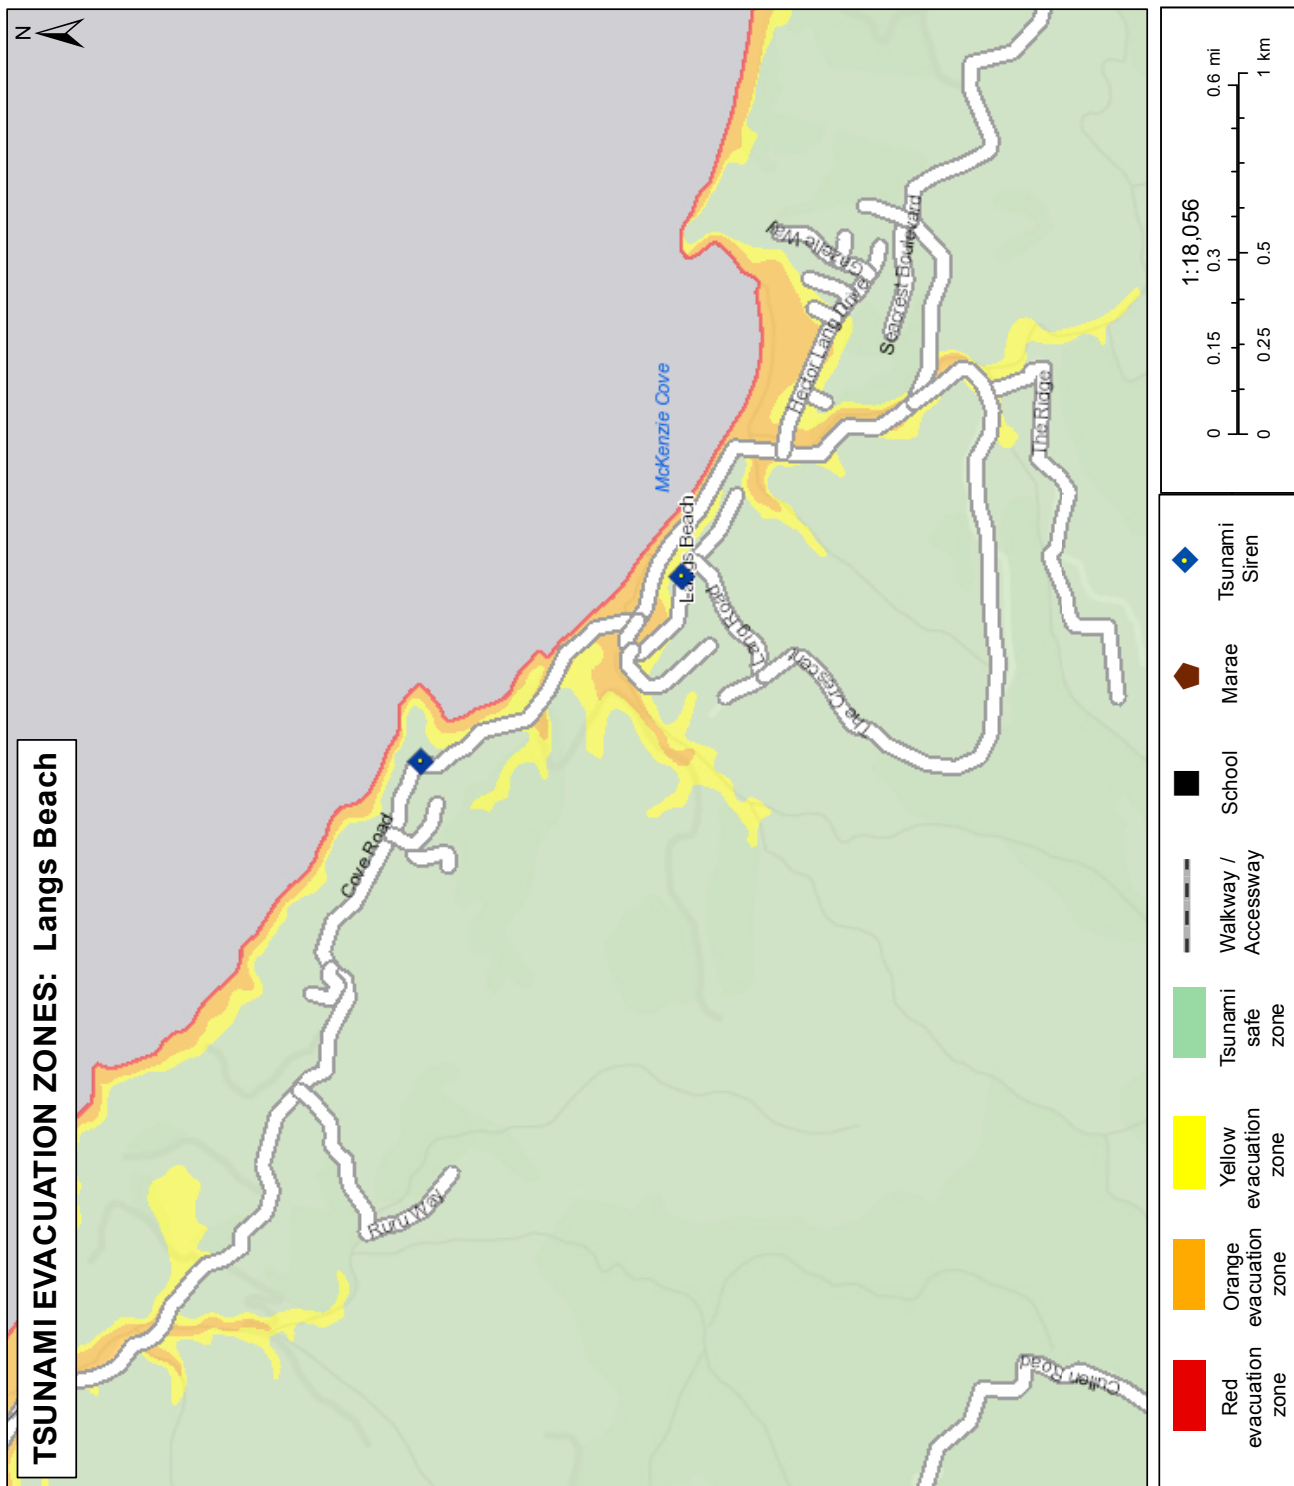 TSUNAMI EVACUATION ZONES: Langs Beach
N
Cove Road
Ruru Way
Cullen Road
McKenzie Cove
Langs Beach
Lang Road
The Crescent
Hector Lang Drive
Gazelle Way
Seacrest Boulevard
The Ridge
Red
evacuation
zone
Orange
evacuation
zone
Yellow
evacuation
zone
Tsunami
safe
zone
Walkway /
Accessway
School
Marae
Tsunami
Siren
1:18,056
0 0.15 0.3 0.6 mi
0 0.25 0.5 1 km